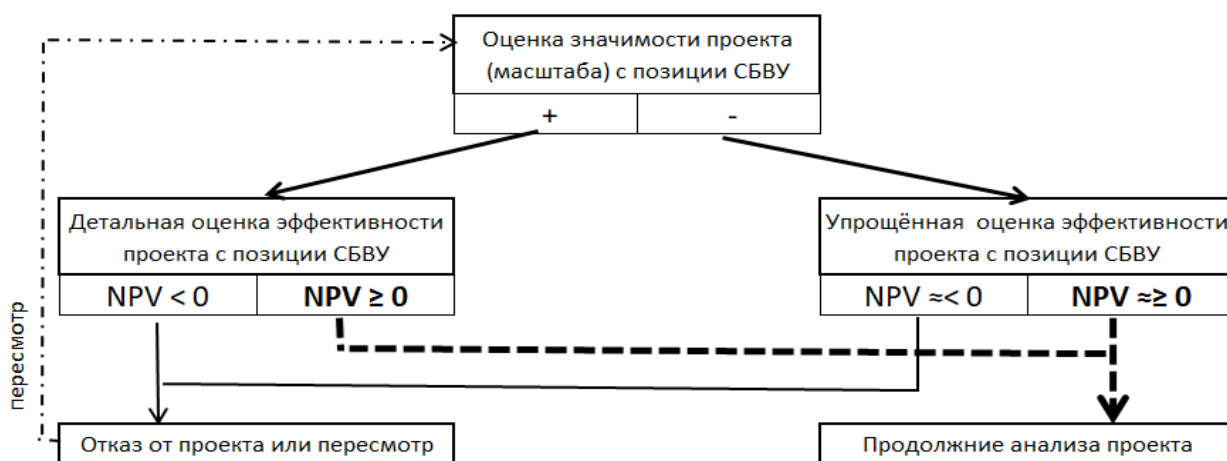 Оценка значимости проекта
(масштаба) с позиции СБВУ
+ -
Детальная оценка эффективности
проекта с позиции СБВУ
NPV < 0 NPV ≥ 0
Упрощённая оценка эффективности
проекта с позиции СБВУ
NPV ≈< 0 NPV ≈≥ 0
пересмотр
Отказ от проекта или пересмотр
Продолжние анализа проекта